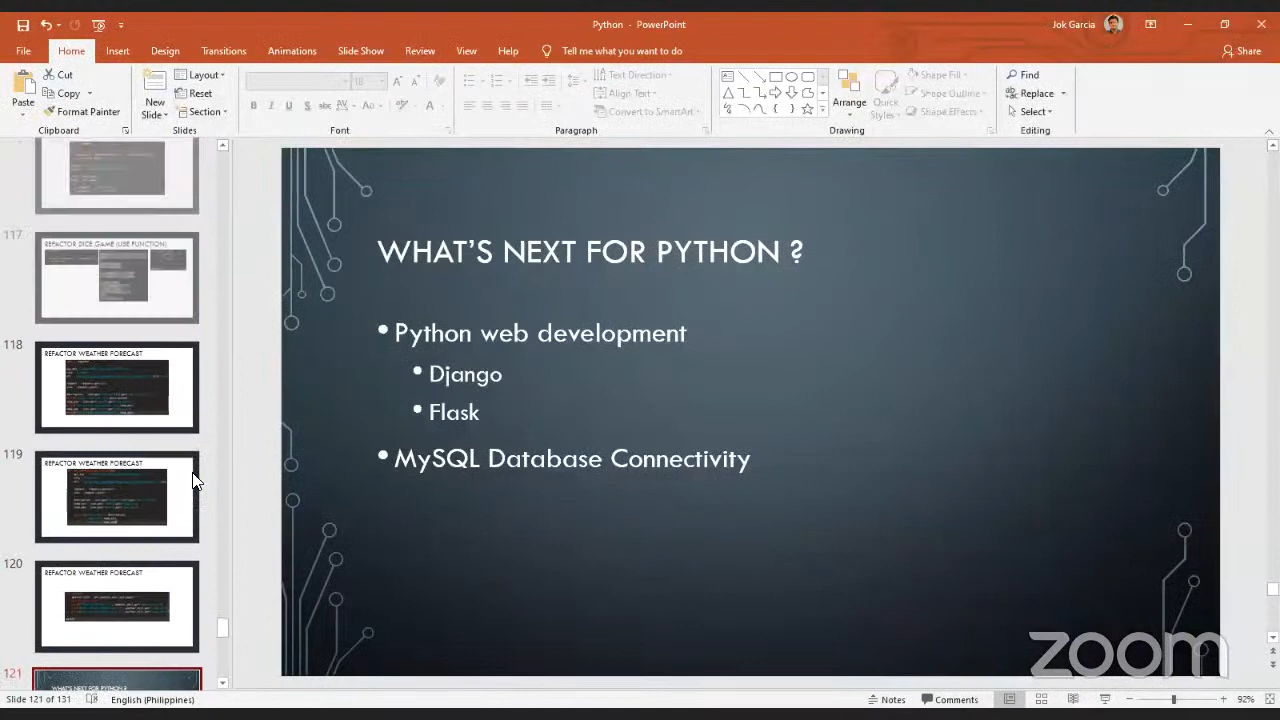 Python - PowerPoint
Jok Garcia
File Home Insert Design Transitions Animations Slide Show Review View Help Tell me what you want to do
Share
Paste
Cut
Copy
Format Painter
Clipboard
New Slide
Layout
Reset
Section
Slides
18
Font
Text Direction
Align Text
Convert to SmartArt
Paragraph
Arrange
Quick Styles
Shape Fill
Shape Outline
Shape Effects
Drawing
Find
Replace
Select
Editing
117
REFACTOR DICE GAME (USE FUNCTION)
118
REFACTOR WEATHER FORECAST
119
REFACTOR WEATHER FORECAST
120
REFACTOR WEATHER FORECAST
121
WHAT'S NEXT FOR PYTHON ?
WHAT'S NEXT FOR PYTHON ?
• Python web development
• Django
• Flask
• MySQL Database Connectivity
zoom
Slide 121 of 131 English (Philippines)
Notes Comments 92%